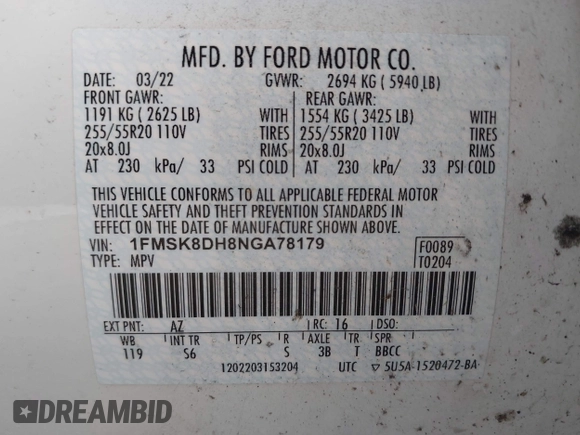 MFD. BY FORD MOTOR CO.
DATE: 03/22 GVWR: 2694 KG ( 5940 LB)
FRONT GAWR: REAR GAWR:
1191 KG ( 2625 LB) WITH 1554 KG ( 3425 LB) WITH
255/55R20 110V TIRES 255/55R20 110V TIRES
20x8.0J RIMS 20x8.0J RIMS
AT 230 kPa/ 33 PSI COLD AT 230 kPa/ 33 PSI COLD
THIS VEHICLE CONFORMS TO ALL APPLICABLE FEDERAL MOTOR
VEHICLE SAFETY AND THEFT PREVENTION STANDARDS IN
EFFECT ON THE DATE OF MANUFACTURE SHOWN ABOVE.
VIN: 1FMSK8DH8NGA78179 F0089
TYPE: MPV T0204
EXT PNT: AZ RC: 16 DSO:
WB INT TR TP/PS R AXLE TR SPR
119 S6 S 3B T BBCC
1202203153204 UTC ▽ 5U5A-1520472-BA
DREAMBID